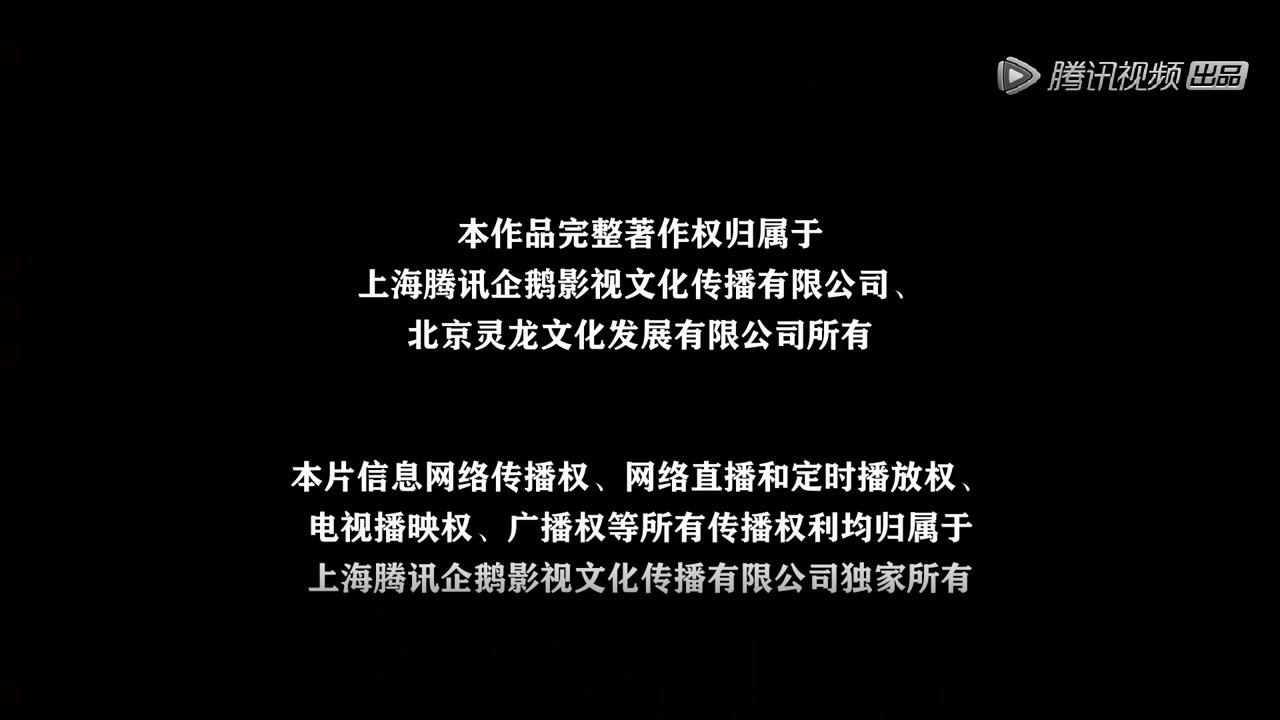 腾讯视频 出品
本作品完整著作权归属于
上海腾讯企鹅影视文化传播有限公司、
北京灵龙文化发展有限公司所有
本片信息网络传播权、网络直播和定时播放权、
电视播映权、广播权等所有传播权利均归属于
上海腾讯企鹅影视文化传播有限公司独家所有